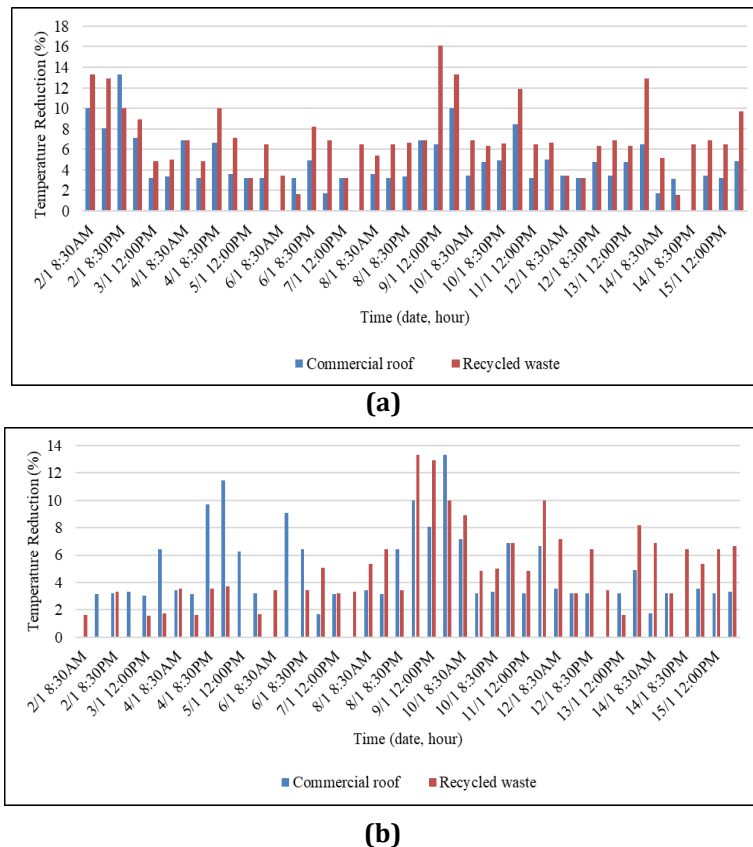 18
16
14
12
10
8
6
4
2
0
Temperature Reduction (%)
2/1 8:30AM
2/1 8:30PM
3/1 12:00PM
4/1 8:30AM
4/1 8:30PM
5/1 12:00PM
6/1 8:30AM
6/1 8:30PM
7/1 12:00PM
8/1 8:30AM
8/1 8:30PM
9/1 12:00PM
10/1 8:30AM
10/1 8:30PM
11/1 12:00PM
12/1 8:30AM
12/1 8:30PM
13/1 12:00PM
14/1 8:30AM
14/1 8:30PM
15/1 12:00PM
Time (date, hour)
Commercial roof Recycled waste
(a)
14
12
10
8
6
4
2
0
Temperature Reduction (%)
2/1 8:30AM
2/1 8:30PM
3/1 12:00PM
4/1 8:30AM
4/1 8:30PM
5/1 12:00PM
6/1 8:30AM
6/1 8:30PM
7/1 12:00PM
8/1 8:30AM
8/1 8:30PM
9/1 12:00PM
10/1 8:30AM
10/1 8:30PM
11/1 12:00PM
12/1 8:30AM
12/1 8:30PM
13/1 12:00PM
14/1 8:30AM
14/1 8:30PM
15/1 12:00PM
Time (date, hour)
Commercial roof Recycled waste
(b)